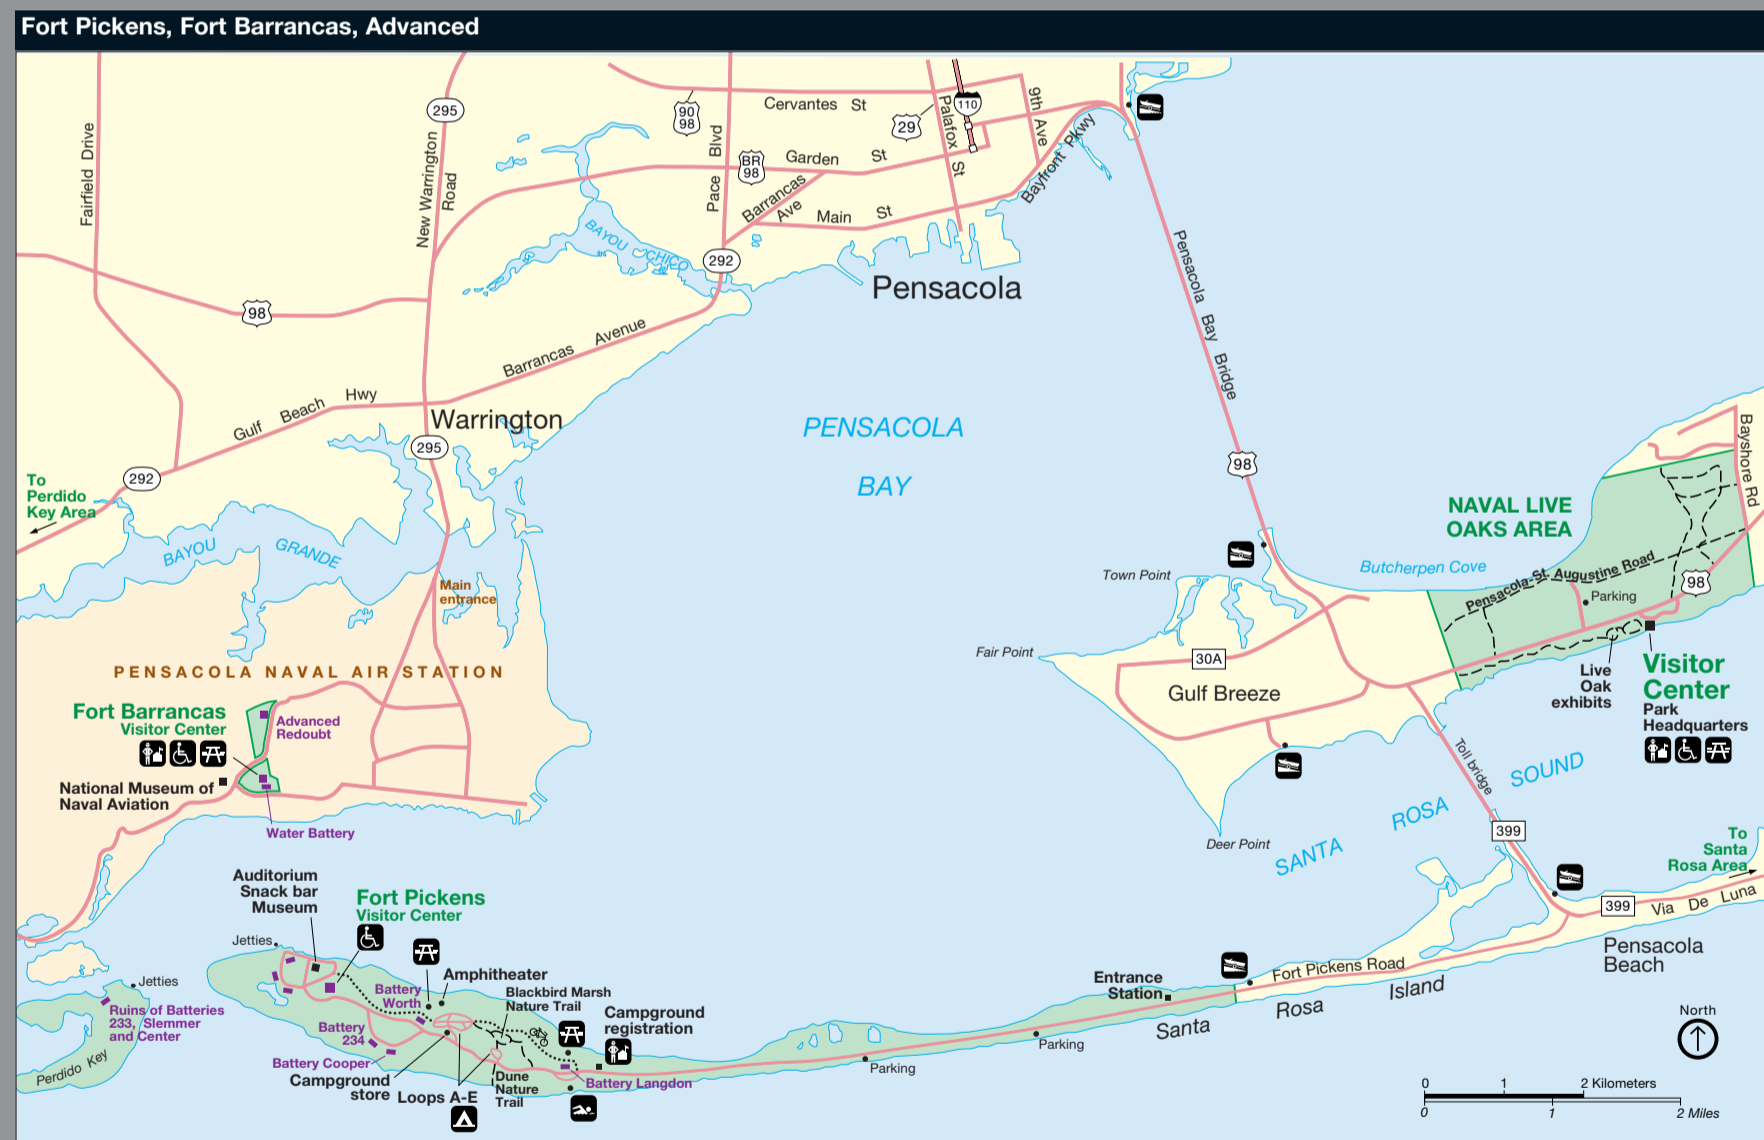 Fort Pickens, Fort Barrancas, Advanced
Fairfield Drive
295
New Warrington
Road
90
98
Pace Blvd
Cervantes St
29
Palafox St
110
9th Ave
Bayfront Pkwy
BR
98
Garden St
Barrancas
Ave
Main St
BAYOU CHICO
292
Pensacola
98
Barrancas Avenue
Gulf Beach Hwy
Warrington
295
292
To
Perdido
Key Area
BAYOU GRANDE
Main
entrance
PENSACOLA
BAY
Pensacola Bay Bridge
98
Town Point
Fair Point
30A
Gulf Breeze
Deer Point
Butcherpen Cove
NAVAL LIVE
OAKS AREA
Bayshore Rd
Pensacola-St. Augustine Road
98
Parking
Live
Oak
exhibits
Visitor
Center
Park
Headquarters
Toll bridge
SANTA ROSA SOUND
399
To
Santa
Rosa Area
399
Via De Luna
Pensacola
Beach
PENSACOLA NAVAL AIR STATION
Fort Barrancas
Visitor Center
Advanced
Redoubt
National Museum of
Naval Aviation
Water Battery
Auditorium
Snack bar
Museum
Fort Pickens
Visitor Center
Jetties
Jetties
Ruins of Batteries
233, Slemmer
and Center
Perdido Key
Battery
Worth
Amphitheater
Blackbird Marsh
Nature Trail
Campground
registration
Battery
234
Battery Cooper
Campground
store
Loops A-E
Dune
Nature
Trail
Battery Langdon
Parking
Parking
Entrance
Station
Fort Pickens Road
Santa Rosa Island
North
0 1 2 Kilometers
0 1 2 Miles